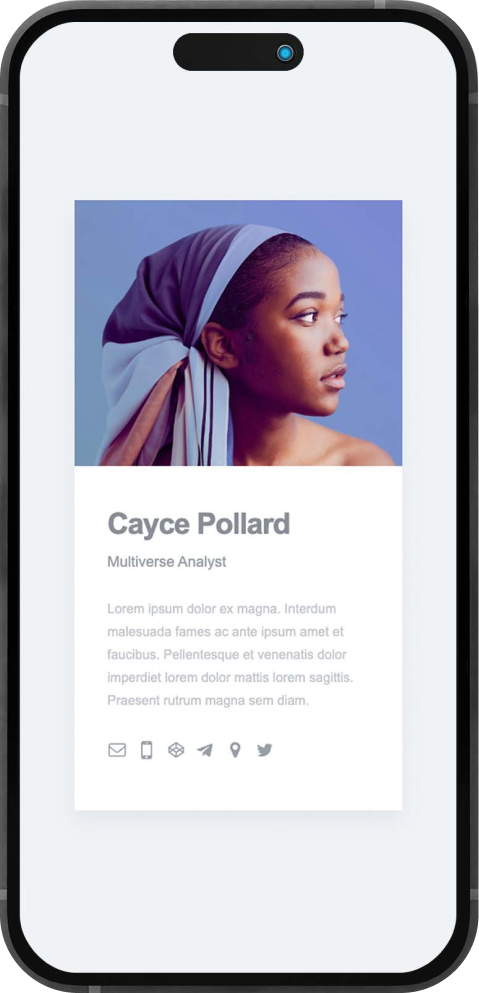 Cayce Pollard
Multiverse Analyst
Lorem ipsum dolor ex magna. Interdum
malesuada fames ac ante ipsum amet et
faucibus. Pellentesque et venenatis dolor
imperdiet lorem dolor mattis lorem sagittis.
Praesent rutrum magna sem diam.